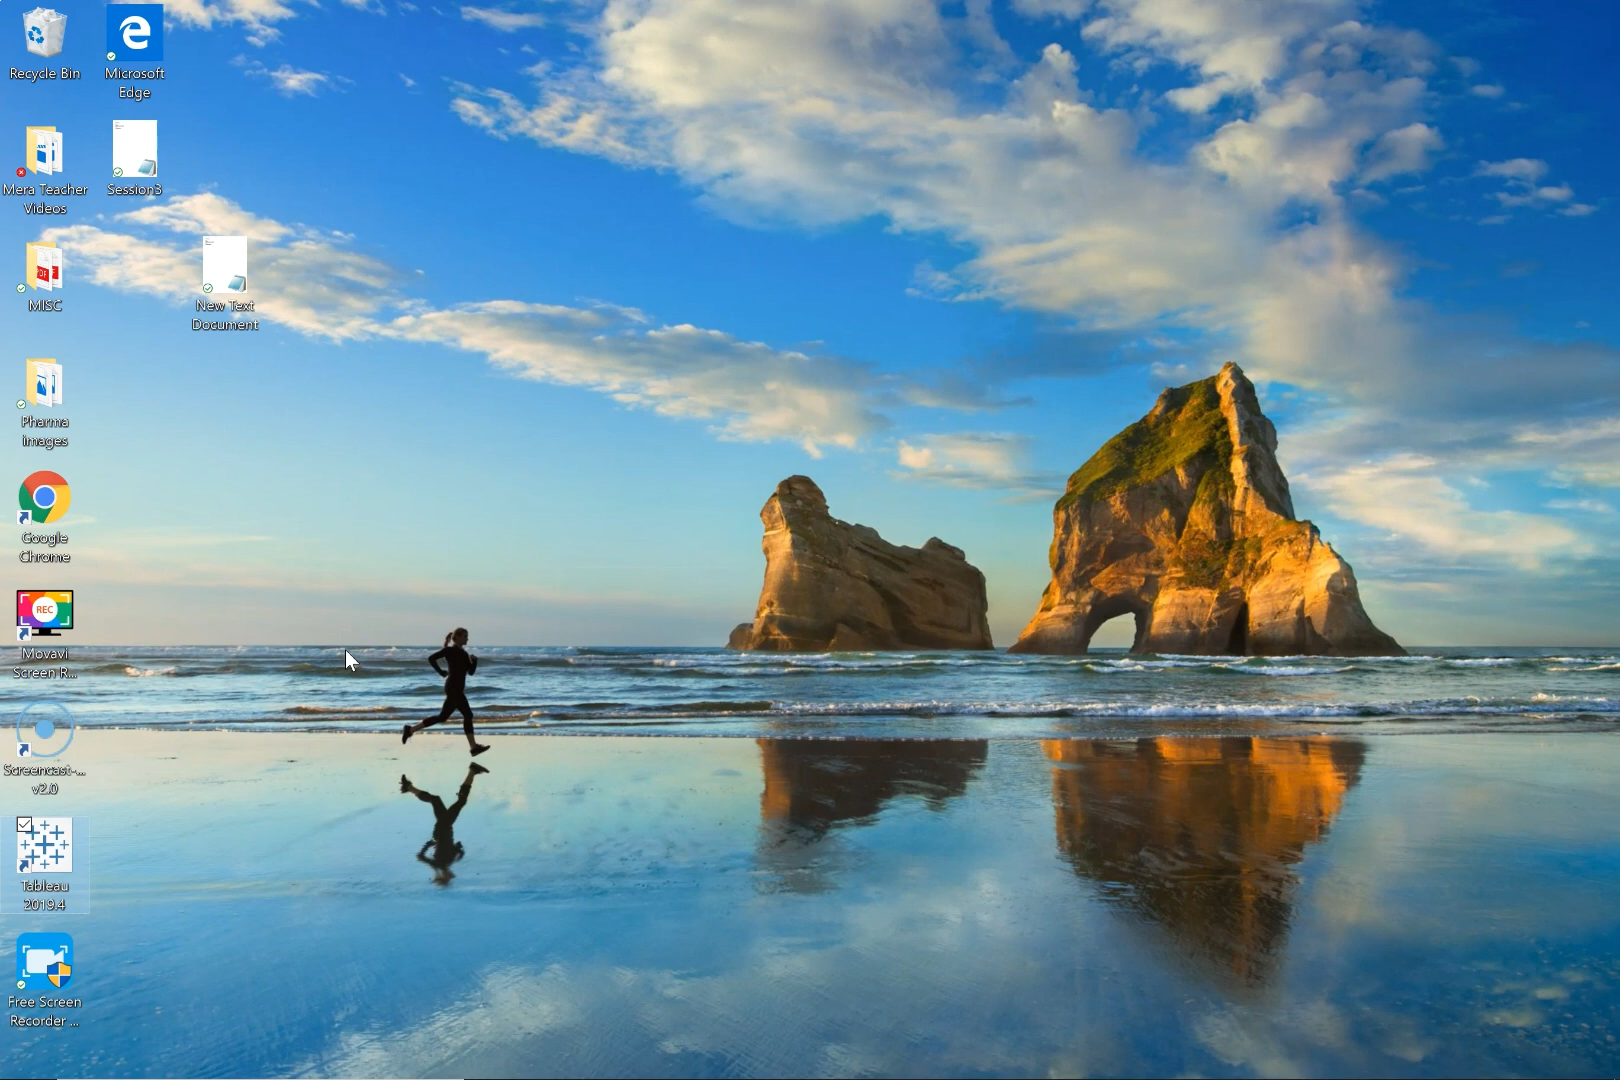 Recycle Bin
Microsoft
Edge
Mera Teacher
Videos
Session3
MISC
New Text
Document
Pharma
images
Google
Chrome
REC
Movavi
Screen R...
Screencast-...
v2.0
Tableau
2019.4
Free Screen
Recorder ...